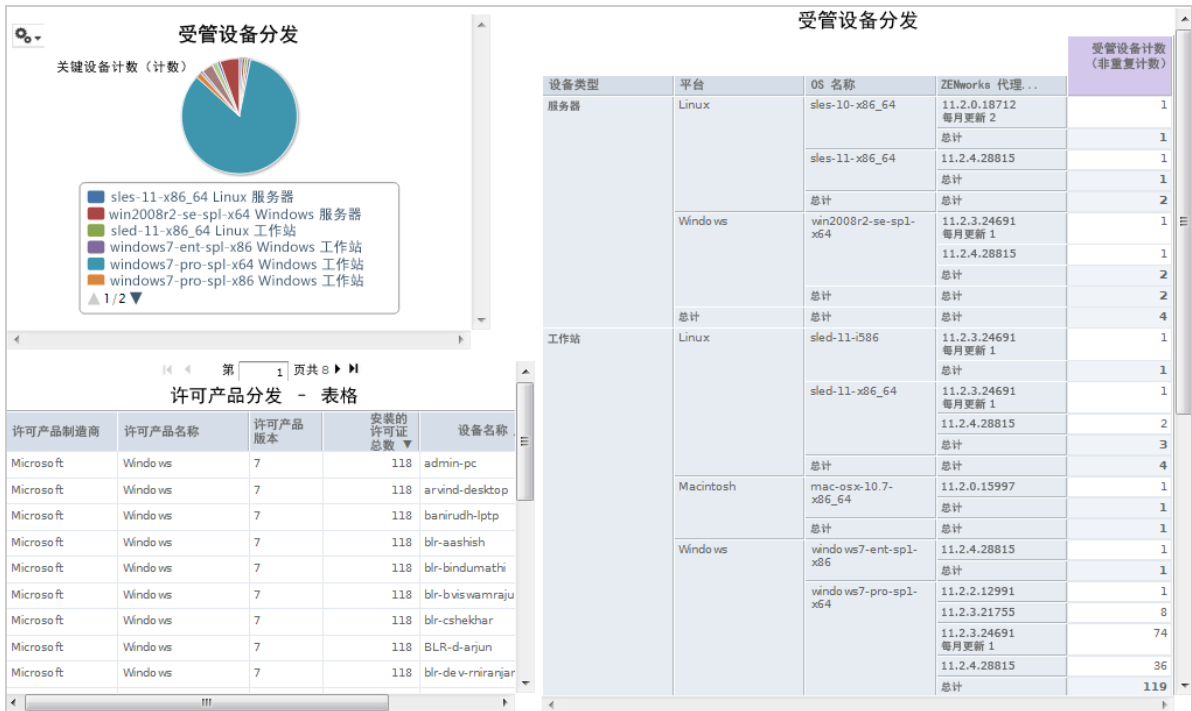 受管设备分发
关键设备计数（计数）
sles-11-x86_64 Linux 服务器
win2008r2-se-spl-x64 Windows 服务器
sled-11-x86_64 Linux 工作站
windows7-ent-spl-x86 Windows 工作站
windows7-pro-spl-x64 Windows 工作站
windows7-pro-spl-x86 Windows 工作站
1/2
第 1 页共 8
许可产品分发 - 表格
许可产品制造商 许可产品名称 许可产品版本 安装的许可证总数 设备名称
Microsoft Windows 7 118 admin-pc
Microsoft Windows 7 118 arvind-desktop
Microsoft Windows 7 118 banirudh-lptp
Microsoft Windows 7 118 blr-aashish
Microsoft Windows 7 118 blr-bindumathi
Microsoft Windows 7 118 blr-bviswamraju
Microsoft Windows 7 118 blr-cshekhar
Microsoft Windows 7 118 BLR-d-arjun
Microsoft Windows 7 118 blr-dev-rniranjan
受管设备分发
受管设备计数
（非重复计数）
设备类型 平台 OS 名称 ZENworks 代理...
服务器 Linux sles-10-x86_64 11.2.0.18712 1
每月更新 2
总计 1
sles-11-x86_64 11.2.4.28815 1
总计 1
总计 总计 2
Windows win2008r2-se-spl-x64 11.2.3.24691 1
每月更新 1
11.2.4.28815 1
总计 2
总计 总计 2
总计 总计 总计 4
工作站 Linux sled-11-i586 11.2.3.24691 1
每月更新 1
总计 1
sled-11-x86_64 11.2.3.24691 1
每月更新 1
11.2.4.28815 2
总计 3
总计 总计 4
Macintosh mac-osx-10.7-x86_64 11.2.0.15997 1
总计 1
总计 总计 1
Windows windows7-ent-spl-x86 11.2.4.28815 1
总计 1
windows7-pro-spl-x64 11.2.2.12991 1
11.2.3.21755 8
11.2.3.24691 74
每月更新 1
11.2.4.28815 36
总计 119